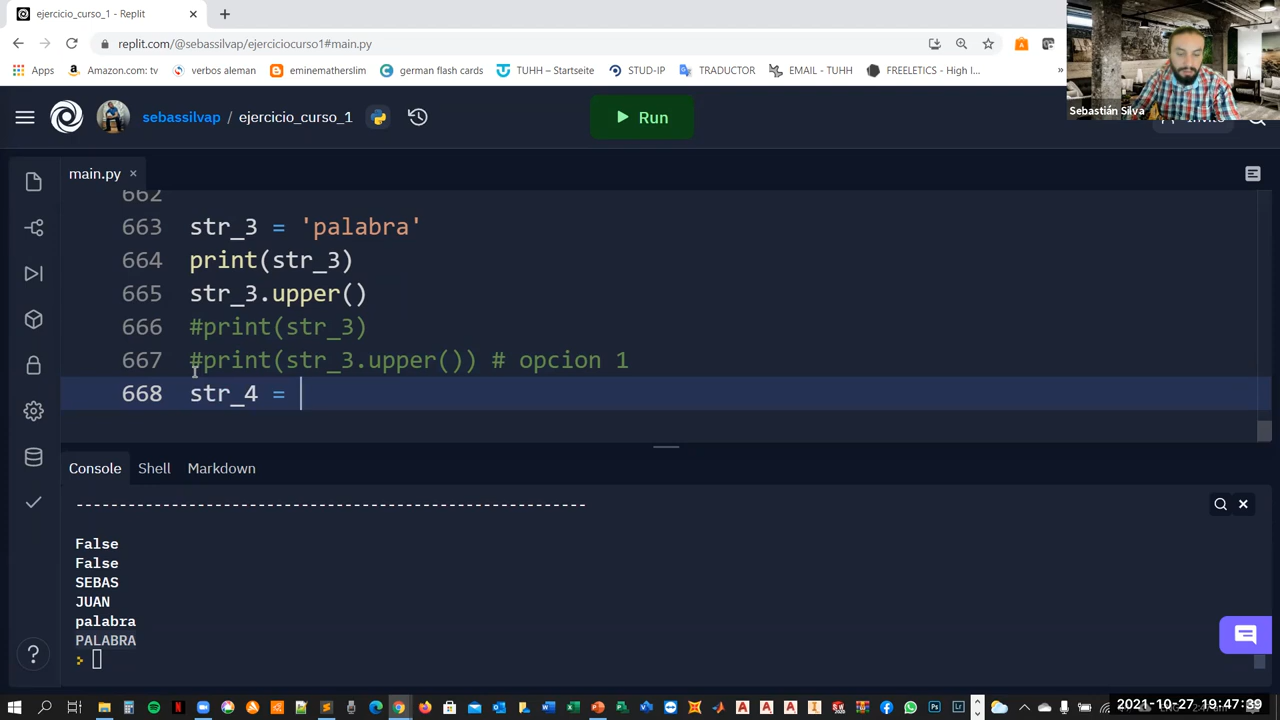 ejercicio_curso_1 - Replit
replit.com/@sebassilvap/ejerciciocurso1#main.py
Apps
Amazon.com: tv
verbos aleman
eminematherslim
german flash cards
TUHH – Startseite
STUD-IP
TRADUCTOR
EMAIL - TUHH
FREELETICS - High I...
»
Sebastián Silva
sebassilvap / ejercicio_curso_1
Run
main.py
662
663 str_3 = 'palabra'
664 print(str_3)
665 str_3.upper()
666 #print(str_3)
667 #print(str_3.upper()) # opcion 1
668 str_4 =
Console
Shell
Markdown
---------------------------------------------------------
False
False
SEBAS
JUAN
palabra
PALABRA
>
?
2021-10-27 19:47:39